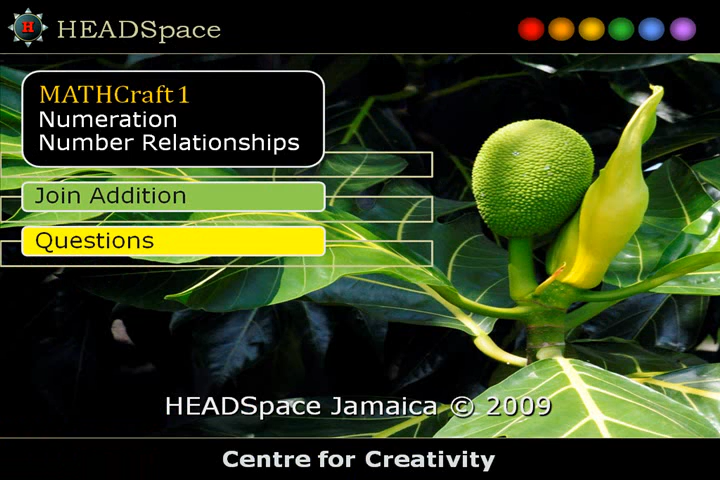 H HEADSpace
MATHCraft 1
Numeration
Number Relationships
Join Addition
Questions
HEADSpace Jamaica © 2009
Centre for Creativity